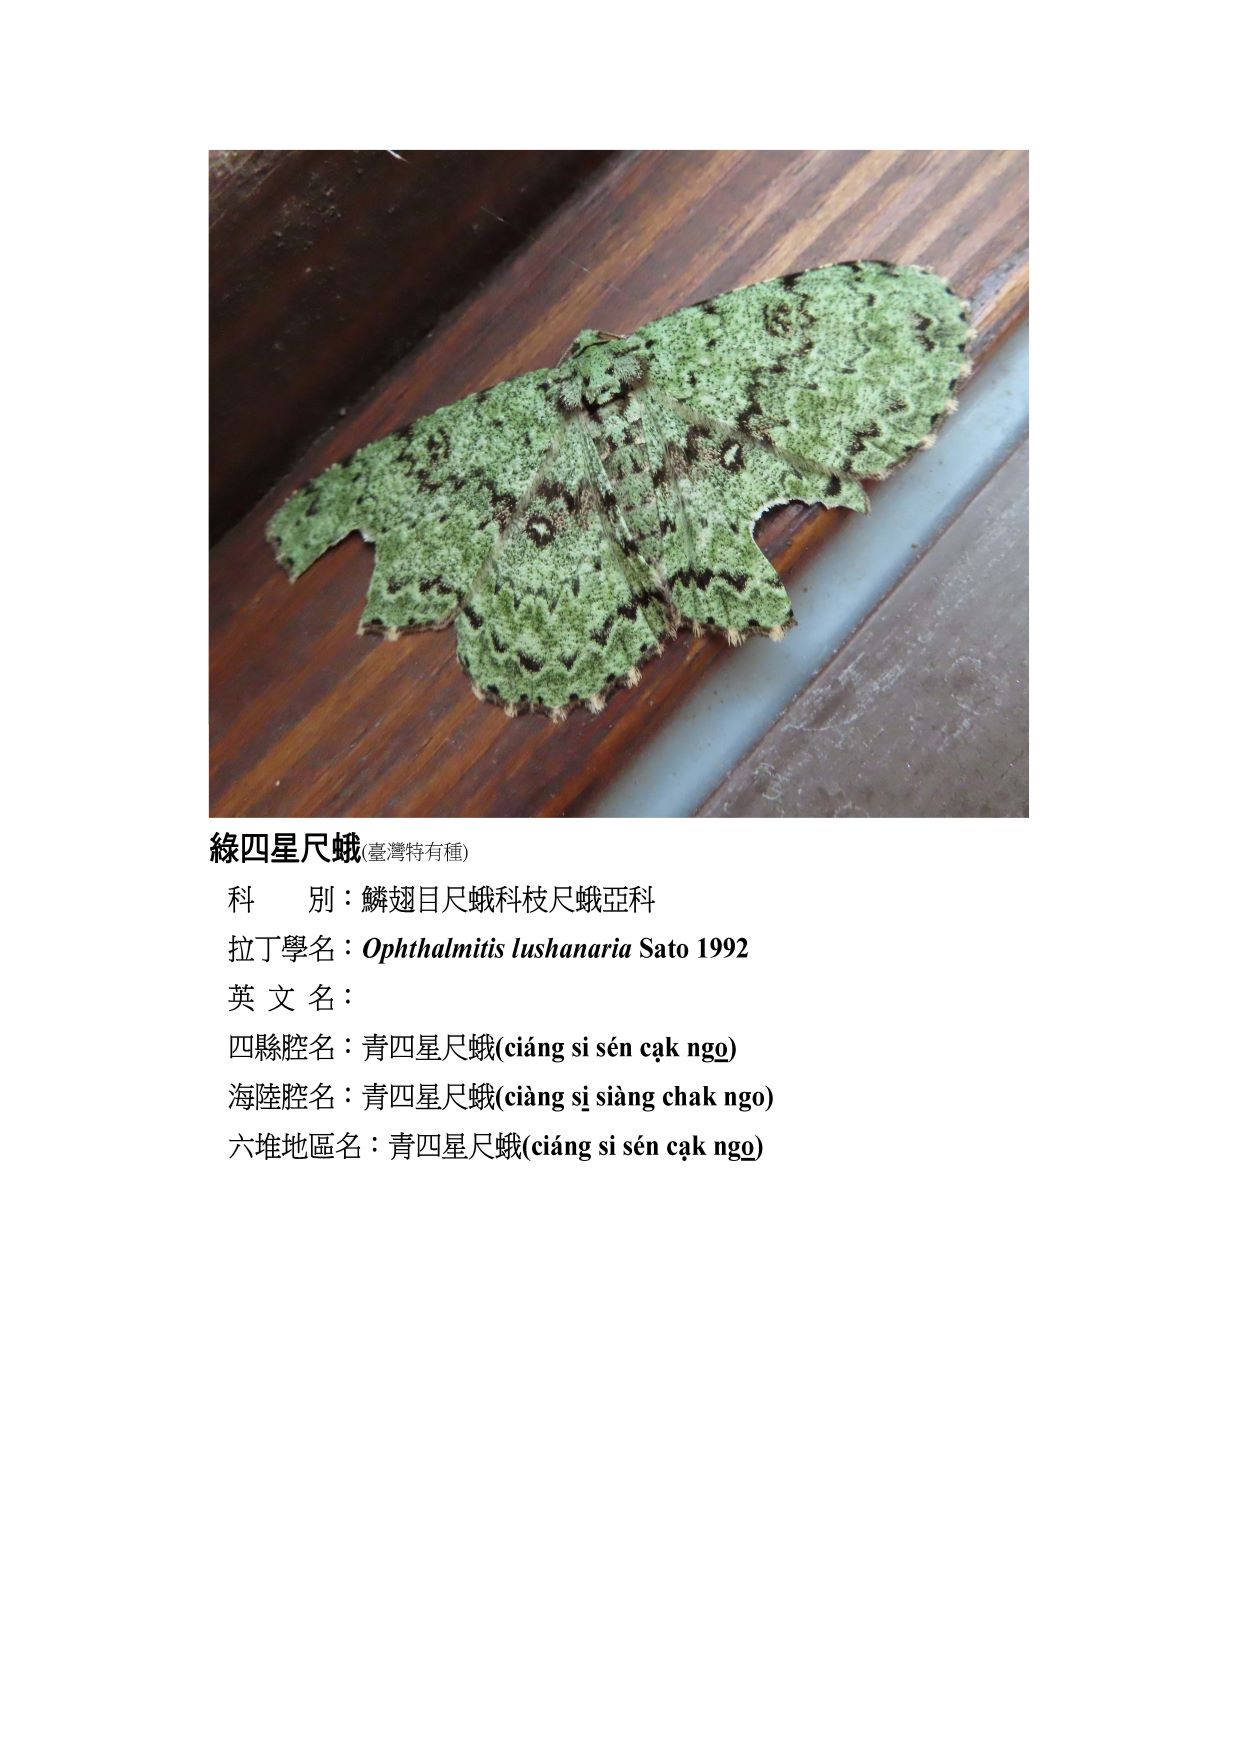 綠四星尺蛾(臺灣特有種)
科　　別：鱗翅目尺蛾科枝尺蛾亞科
拉丁學名：Ophthalmitis lushanaria Sato 1992
英 文 名：
四縣腔名：青四星尺蛾(ciáng si sén cạk ngo)
海陸腔名：青四星尺蛾(ciàng si siàng chak ngo)
六堆地區名：青四星尺蛾(ciáng si sén cạk ngo)